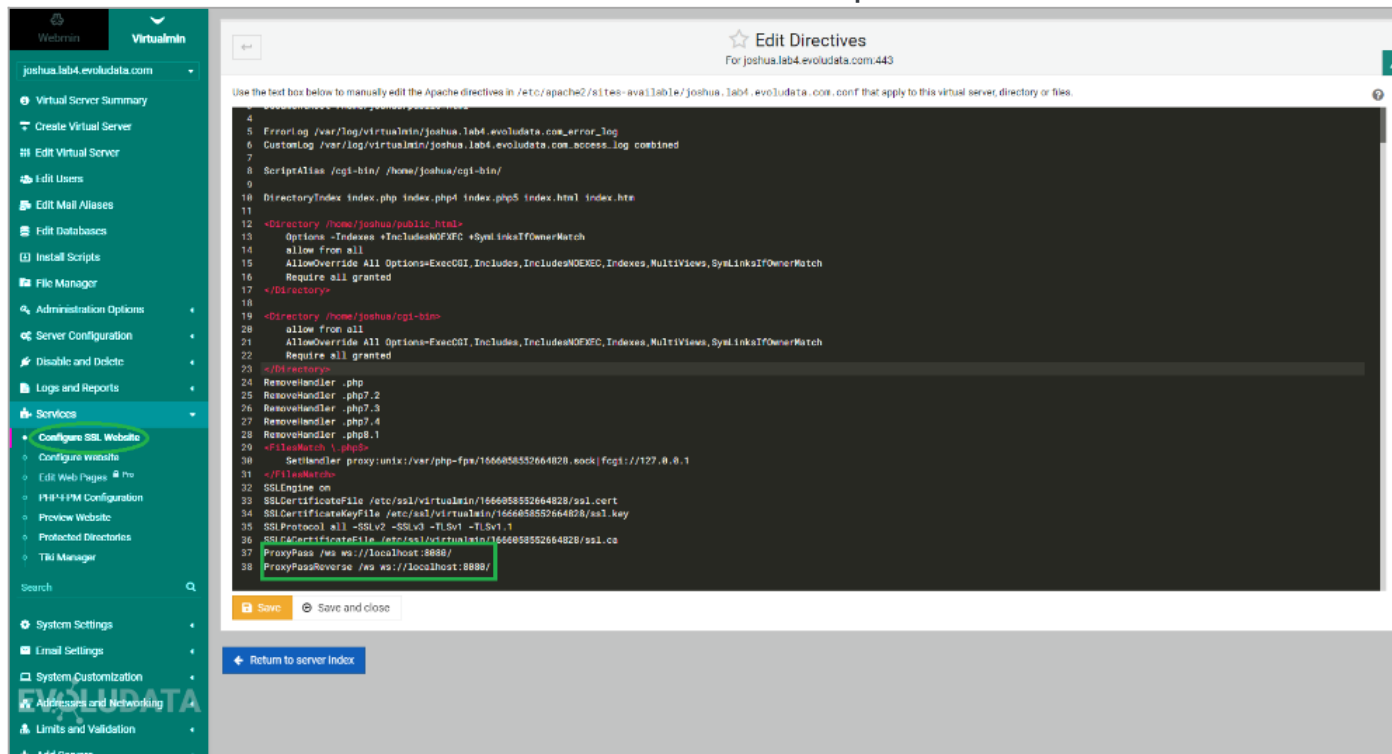 Webmin
Virtualmin
joshua.lab4.evoludata.com
Virtual Server Summary
Create Virtual Server
Edit Virtual Server
Edit Users
Edit Mail Aliases
Edit Databases
Install Scripts
File Manager
Administration Options
Server Configuration
Disable and Delete
Logs and Reports
Services
Configure SSL Website
Configure Website
Edit Web Pages Pro
PHP-FPM Configuration
Preview Website
Protected Directories
Tiki Manager
Search
System Settings
Email Settings
System Customization
EVOLUDATA
Addresses and Networking
Limits and Validation
Add Servers
Edit Directives
For joshua.lab4.evoludata.com:443
Use the text box below to manually edit the Apache directives in /etc/apache2/sites-available/joshua.lab4.evoludata.com.conf that apply to this virtual server, directory or files.
4
5 ErrorLog /var/log/virtualmin/joshua.lab4.evoludata.com_error_log
6 CustomLog /var/log/virtualmin/joshua.lab4.evoludata.com_access_log combined
7
8 ScriptAlias /cgi-bin/ /home/joshua/cgi-bin/
9
10 DirectoryIndex index.php index.php4 index.php5 index.html index.htm
11
12 <Directory /home/joshua/public_html>
13 Options -Indexes +IncludesNOEXEC +SymLinksIfOwnerMatch
14 allow from all
15 AllowOverride All Options=ExecCGI,Includes,IncludesNOEXEC,Indexes,MultiViews,SymLinksIfOwnerMatch
16 Require all granted
17 </Directory>
18
19 <Directory /home/joshua/cgi-bin>
20 allow from all
21 AllowOverride All Options=ExecCGI,Includes,IncludesNOEXEC,Indexes,MultiViews,SymLinksIfOwnerMatch
22 Require all granted
23 </Directory>
24 RemoveHandler .php
25 RemoveHandler .php7.2
26 RemoveHandler .php7.3
27 RemoveHandler .php7.4
28 RemoveHandler .php8.1
29 <FilesMatch \.php$>
30 SetHandler proxy:unix:/var/php-fpm/1666058552664828.sock|fcgi://127.0.0.1
31 </FilesMatch>
32 SSLEngine on
33 SSLCertificateFile /etc/ssl/virtualmin/1666058552664828/ssl.cert
34 SSLCertificateKeyFile /etc/ssl/virtualmin/1666058552664828/ssl.key
35 SSLProtocol all -SSLv2 -SSLv3 -TLSv1 -TLSv1.1
36 SSLCACertificateFile /etc/ssl/virtualmin/1666058552664828/ssl.ca
37 ProxyPass /ws ws://localhost:8080/
38 ProxyPassReverse /ws ws://localhost:8080/
Save
Save and close
Return to server index